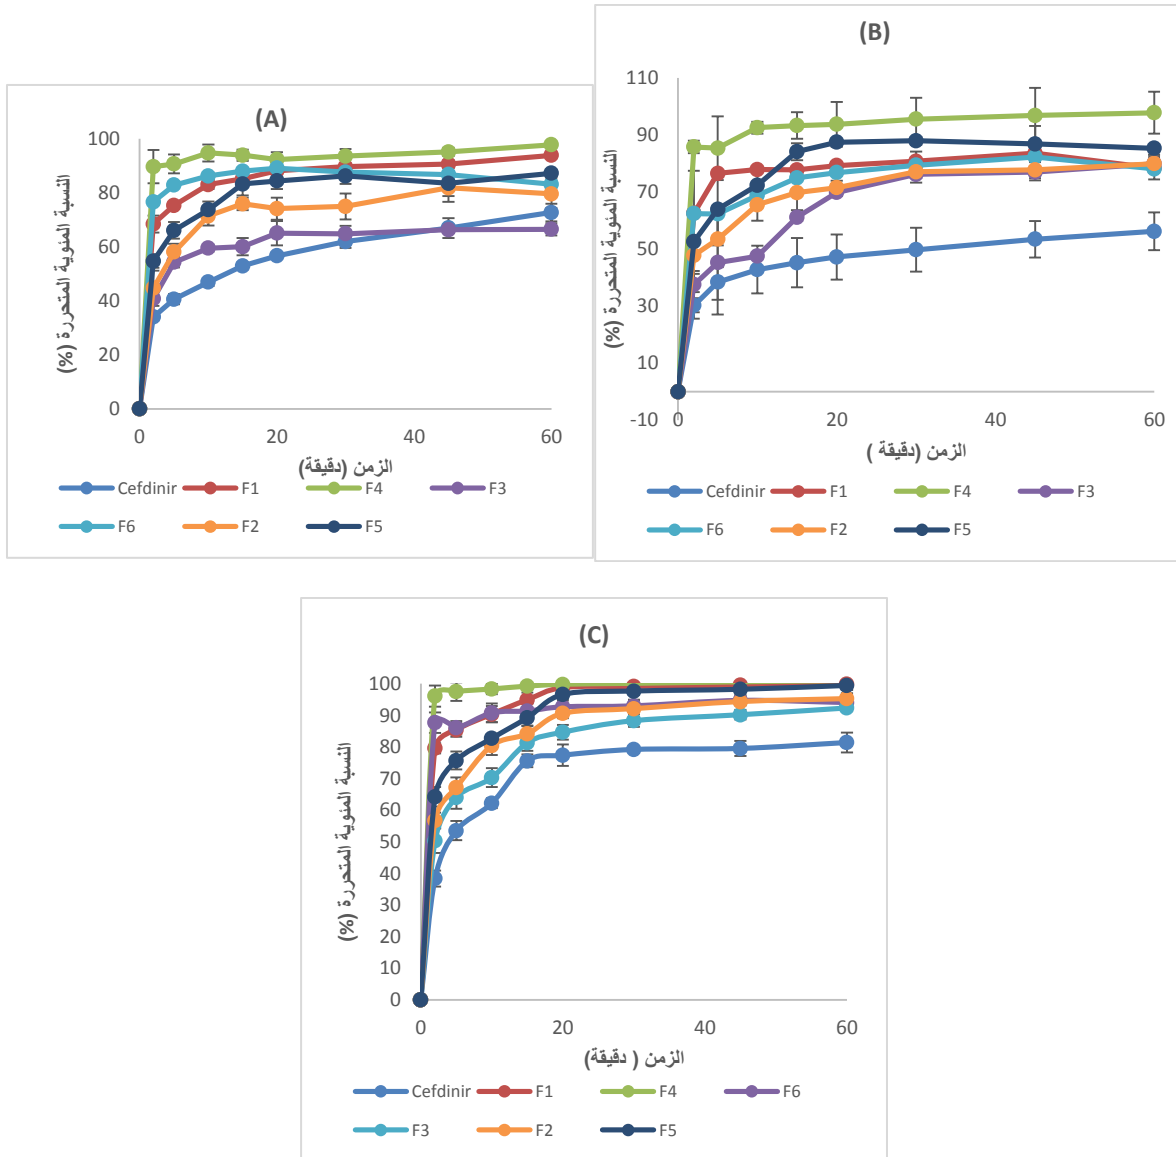 (A)
100
80
60
40
20
0
النسبة المئوية المتحررة (%)
0 20 40 60
الزمن (دقيقة)
Cefdinir F1 F4 F3
F6 F2 F5
(B)
110
90
70
50
30
10
-10
النسبة المئوية المتحررة (%)
0 20 40 60
الزمن (دقيقة )
Cefdinir F1 F4 F3
F6 F2 F5
(C)
100
90
80
70
60
50
40
30
20
10
0
النسبة المئوية المتحررة (%)
0 20 40 60
الزمن ( دقيقة)
Cefdinir F1 F4 F6
F3 F2 F5